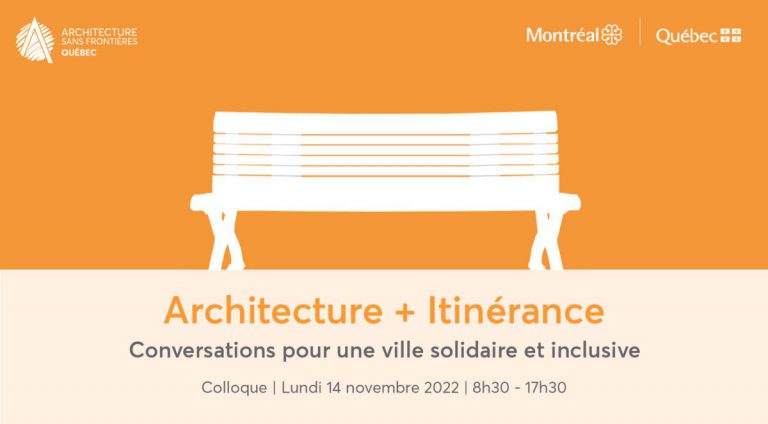 ARCHITECTURE
SANS FRONTIÈRES
QUÉBEC
Montréal
Québec
Architecture + Itinérance
Conversations pour une ville solidaire et inclusive
Colloque | Lundi 14 novembre 2022 | 8h30 - 17h30